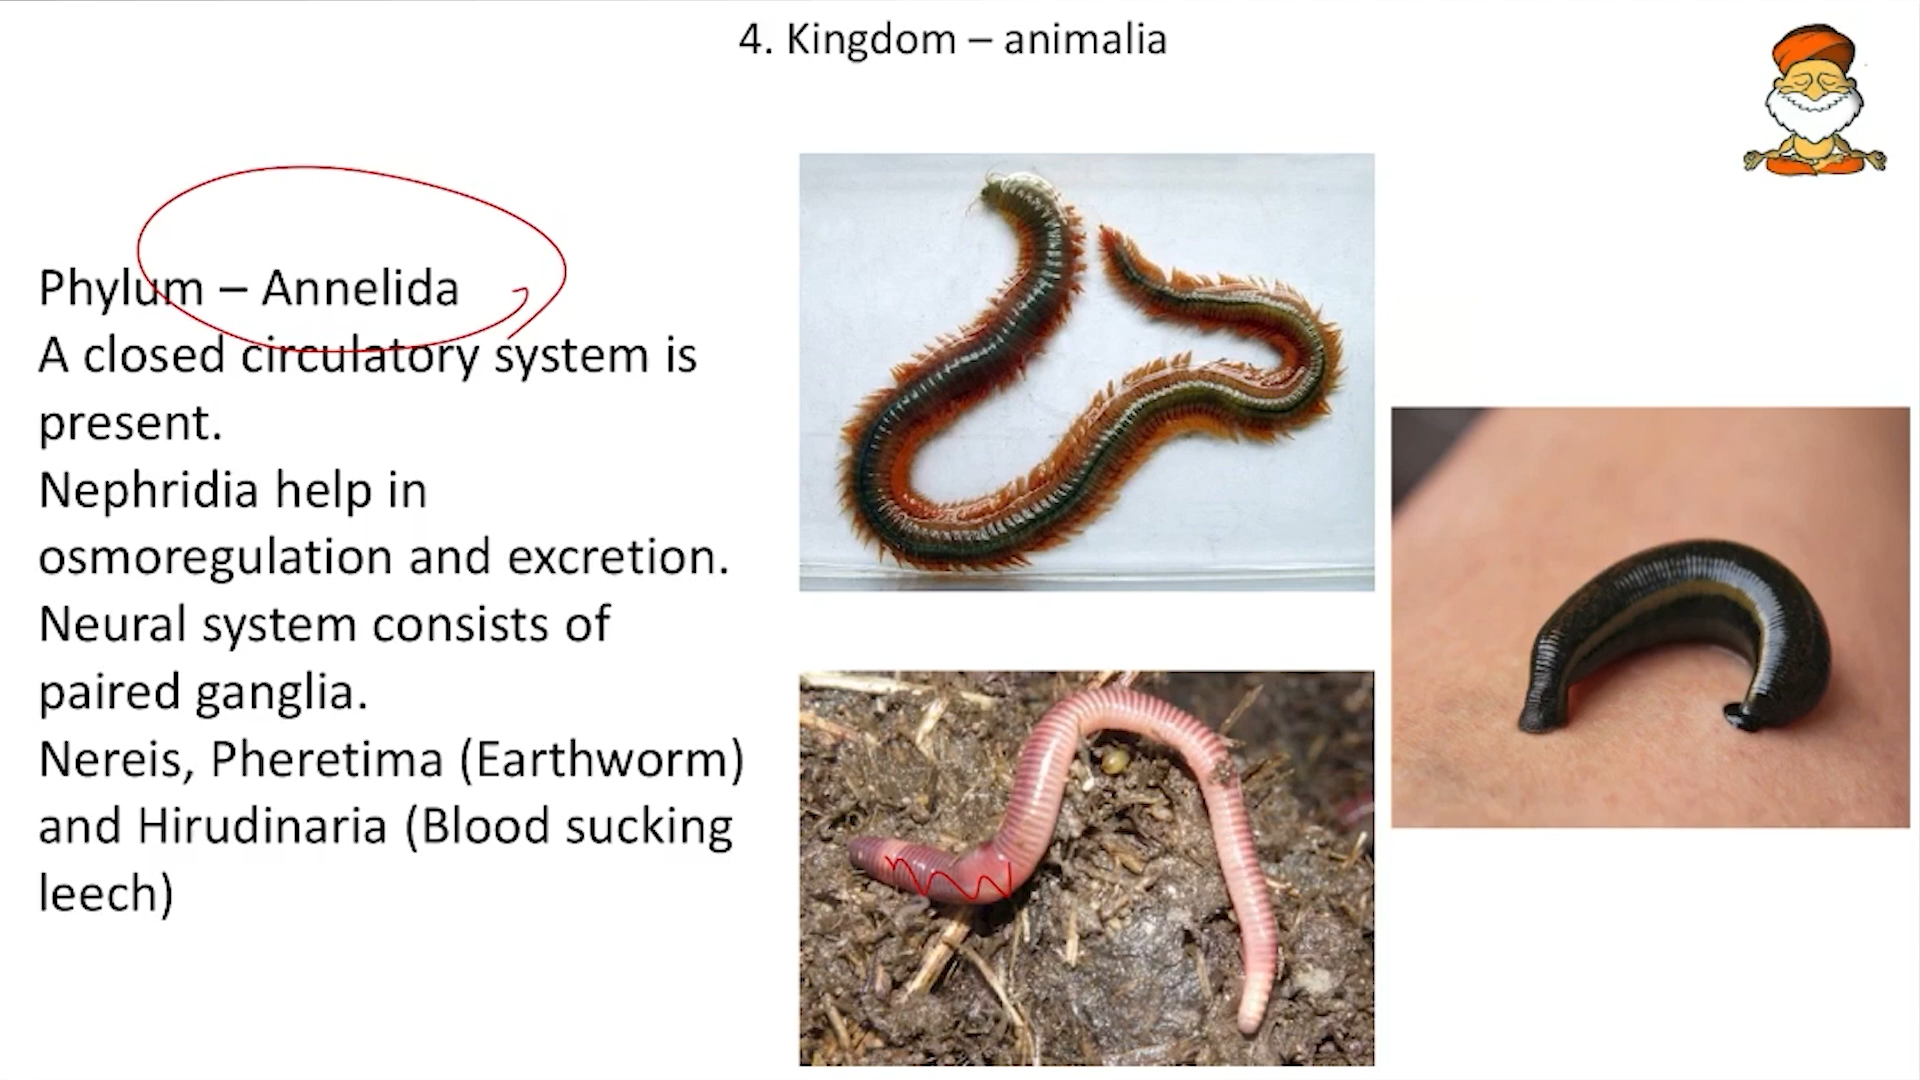 4. Kingdom – animalia
Phylum – Annelida
A closed circulatory system is
present.
Nephridia help in
osmoregulation and excretion.
Neural system consists of
paired ganglia.
Nereis, Pheretima (Earthworm)
and Hirudinaria (Blood sucking
leech)